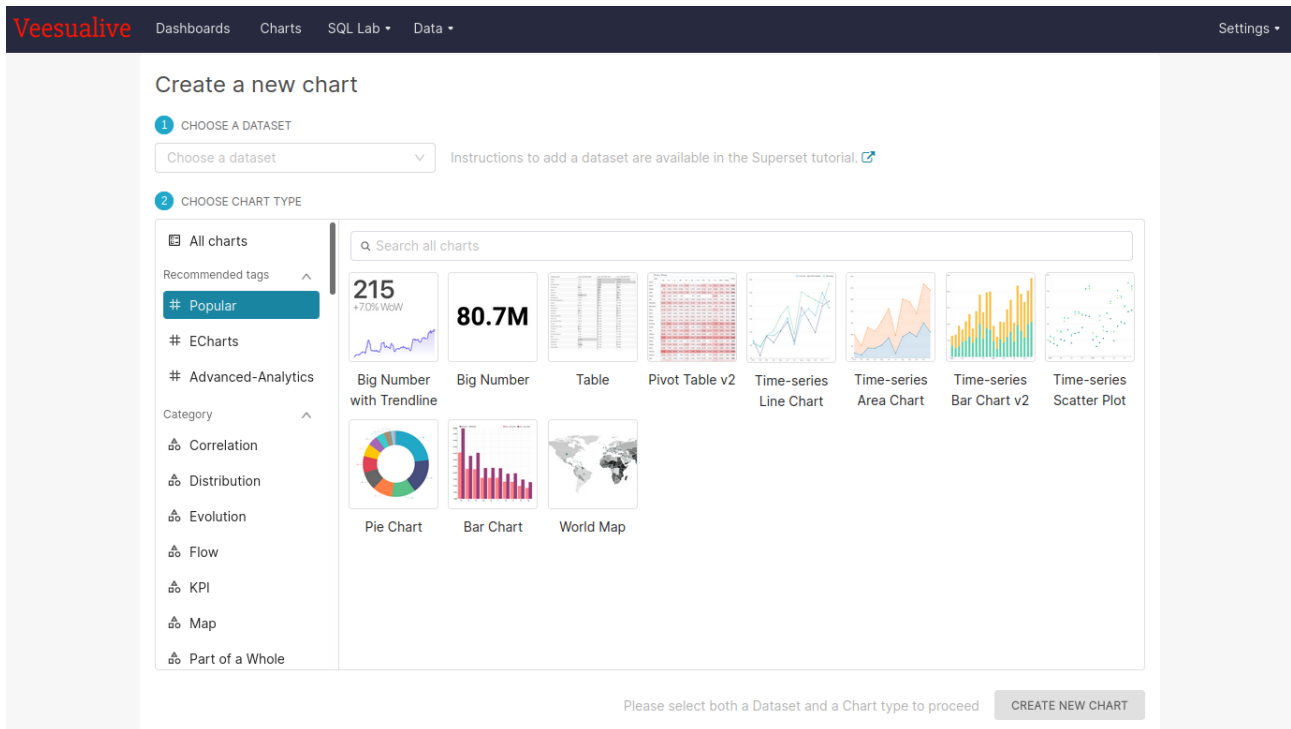 Veesualive Dashboards Charts SQL Lab Data Settings
Create a new chart
1 CHOOSE A DATASET
Choose a dataset
Instructions to add a dataset are available in the Superset tutorial.
2 CHOOSE CHART TYPE
All charts
Recommended tags
# Popular
# ECharts
# Advanced-Analytics
Category
Correlation
Distribution
Evolution
Flow
KPI
Map
Part of a Whole
Search all charts
215
+7.0% WoW
80.7M
Big Number
with Trendline
Big Number
Table
Pivot Table v2
Time-series
Line Chart
Time-series
Area Chart
Time-series
Bar Chart v2
Time-series
Scatter Plot
Pie Chart
Bar Chart
World Map
Please select both a Dataset and a Chart type to proceed
CREATE NEW CHART